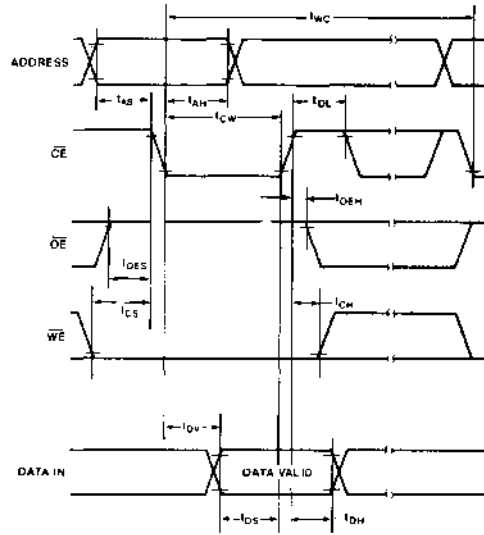 tWC
ADDRESS
tAS
tAH
tDL
tCW
CE
tOEH
OE
tOES
tCS
tCH
WE
tDV
DATA IN
DATA VALID
tDS
tDH